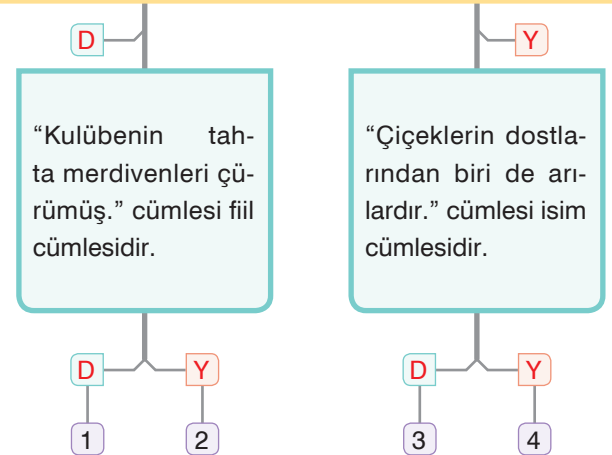 D
Y
“Kulübenin tah-
ta merdivenleri çü-
rümüş.” cümlesi fiil
cümlesidir.
“Çiçeklerin dostla-
rından biri de arı-
lardır.” cümlesi isim
cümlesidir.
D
Y
D
Y
1
2
3
4